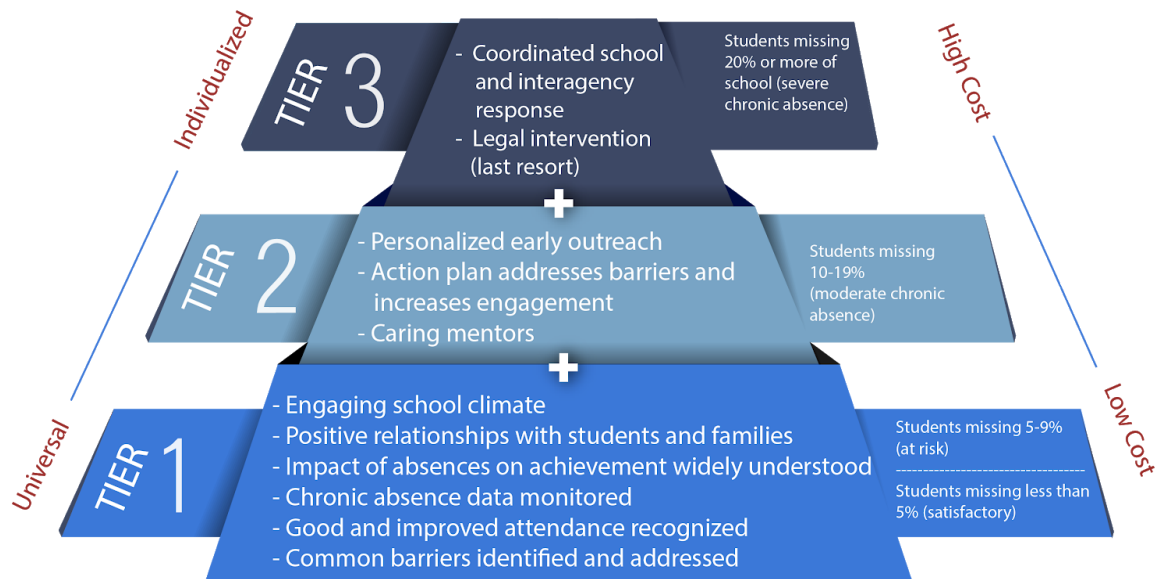 Individualized
High Cost
TIER 3
- Coordinated school
and interagency
response
- Legal intervention
(last resort)
Students missing
20% or more of
school (severe
chronic absence)
+
TIER 2
- Personalized early outreach
- Action plan addresses barriers and
increases engagement
- Caring mentors
Students missing
10-19%
(moderate chronic
absence)
+
Universal
Low Cost
TIER 1
- Engaging school climate
- Positive relationships with students and families
- Impact of absences on achievement widely understood
- Chronic absence data monitored
- Good and improved attendance recognized
- Common barriers identified and addressed
Students missing 5-9%
(at risk)
Students missing less than
5% (satisfactory)